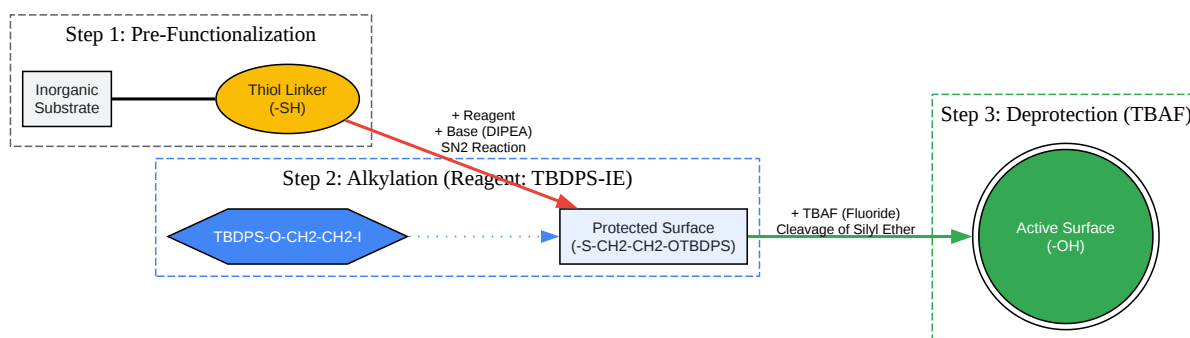 Step 1: Pre-Functionalization
Inorganic
Substrate
Thiol Linker
(-SH)
+ Reagent
+ Base (DIPEA)
SN2 Reaction
Step 2: Alkylation (Reagent: TBDPS-IE)
TBDPS-O-CH2-CH2-I
Protected Surface
(-S-CH2-CH2-OTBDPS)
+ TBAF (Fluoride)
Cleavage of Silyl Ether
Step 3: Deprotection (TBAF)
Active Surface
(-OH)